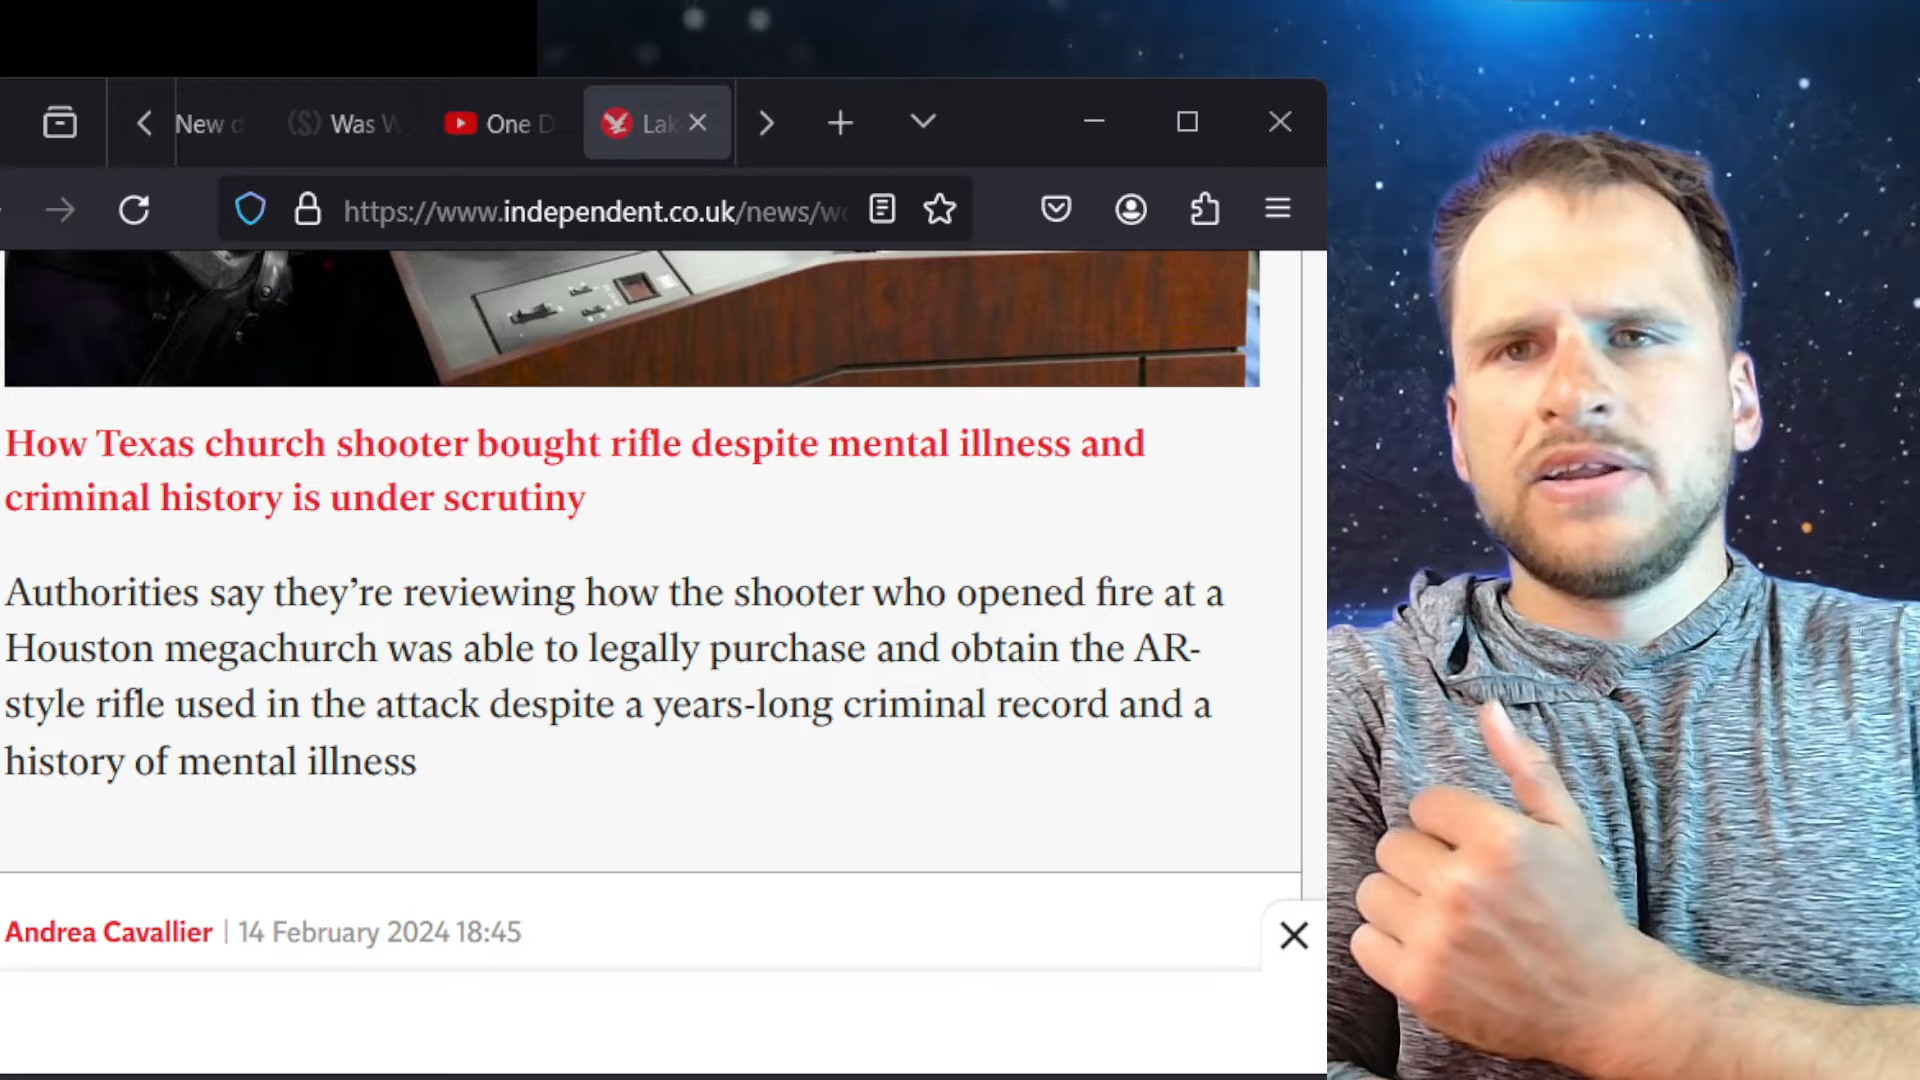 New
Was W
One D
Lak
https://www.independent.co.uk/news/w
How Texas church shooter bought rifle despite mental illness and
criminal history is under scrutiny
Authorities say they’re reviewing how the shooter who opened fire at a
Houston megachurch was able to legally purchase and obtain the AR-
style rifle used in the attack despite a years-long criminal record and a
history of mental illness
Andrea Cavallier | 14 February 2024 18:45